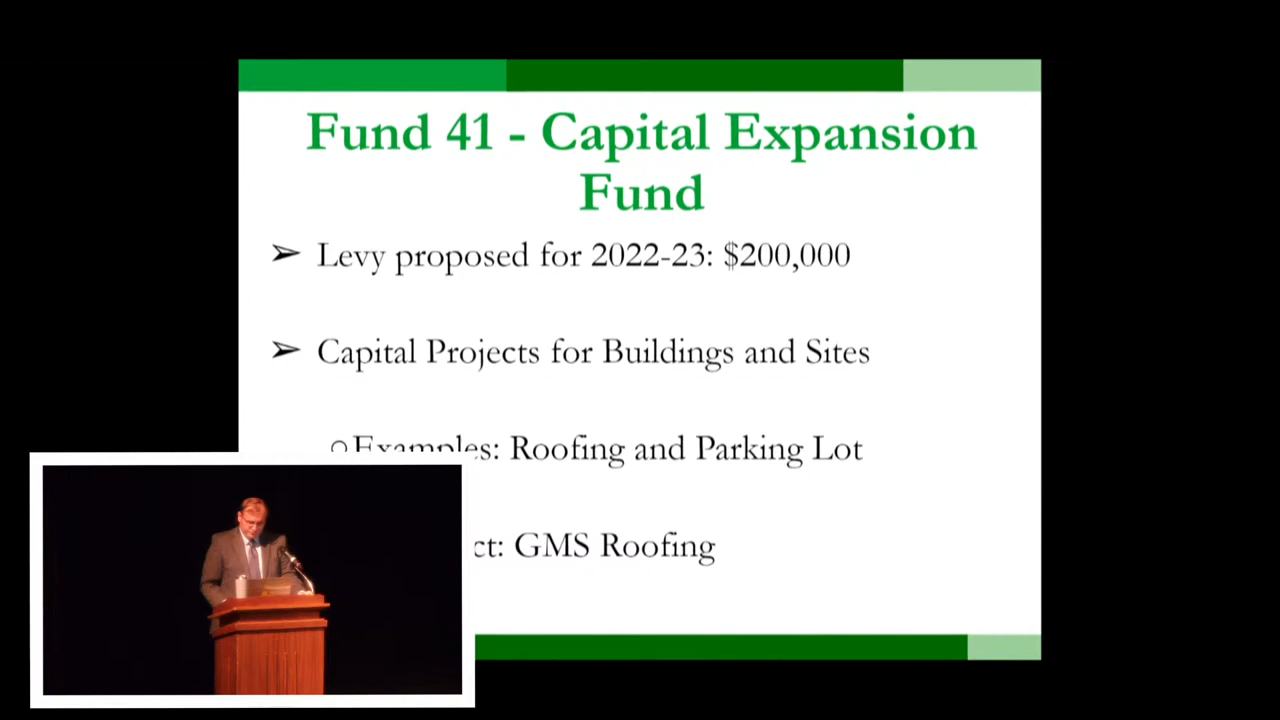 Fund 41 - Capital Expansion
Fund
➢ Levy proposed for 2022-23: $200,000
➢ Capital Projects for Buildings and Sites
○Examples: Roofing and Parking Lot
ct: GMS Roofing